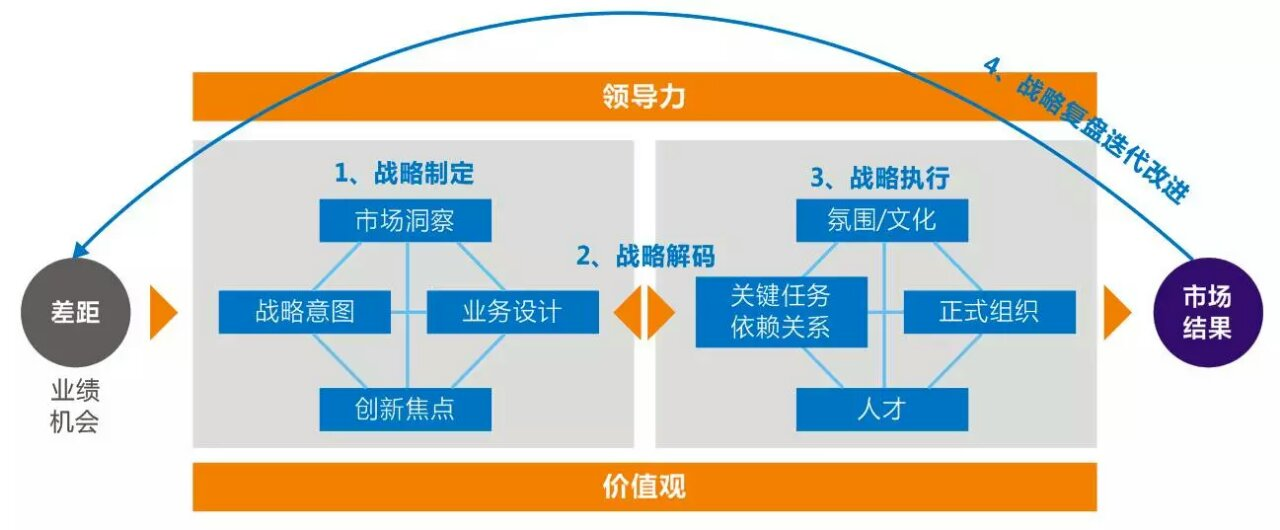 领导力
4、战略复盘迭代改进
1、战略制定
市场洞察
战略意图
业务设计
创新焦点
2、战略解码
3、战略执行
氛围/文化
关键任务
依赖关系
正式组织
人才
差距
业绩
机会
市场
结果
价值观